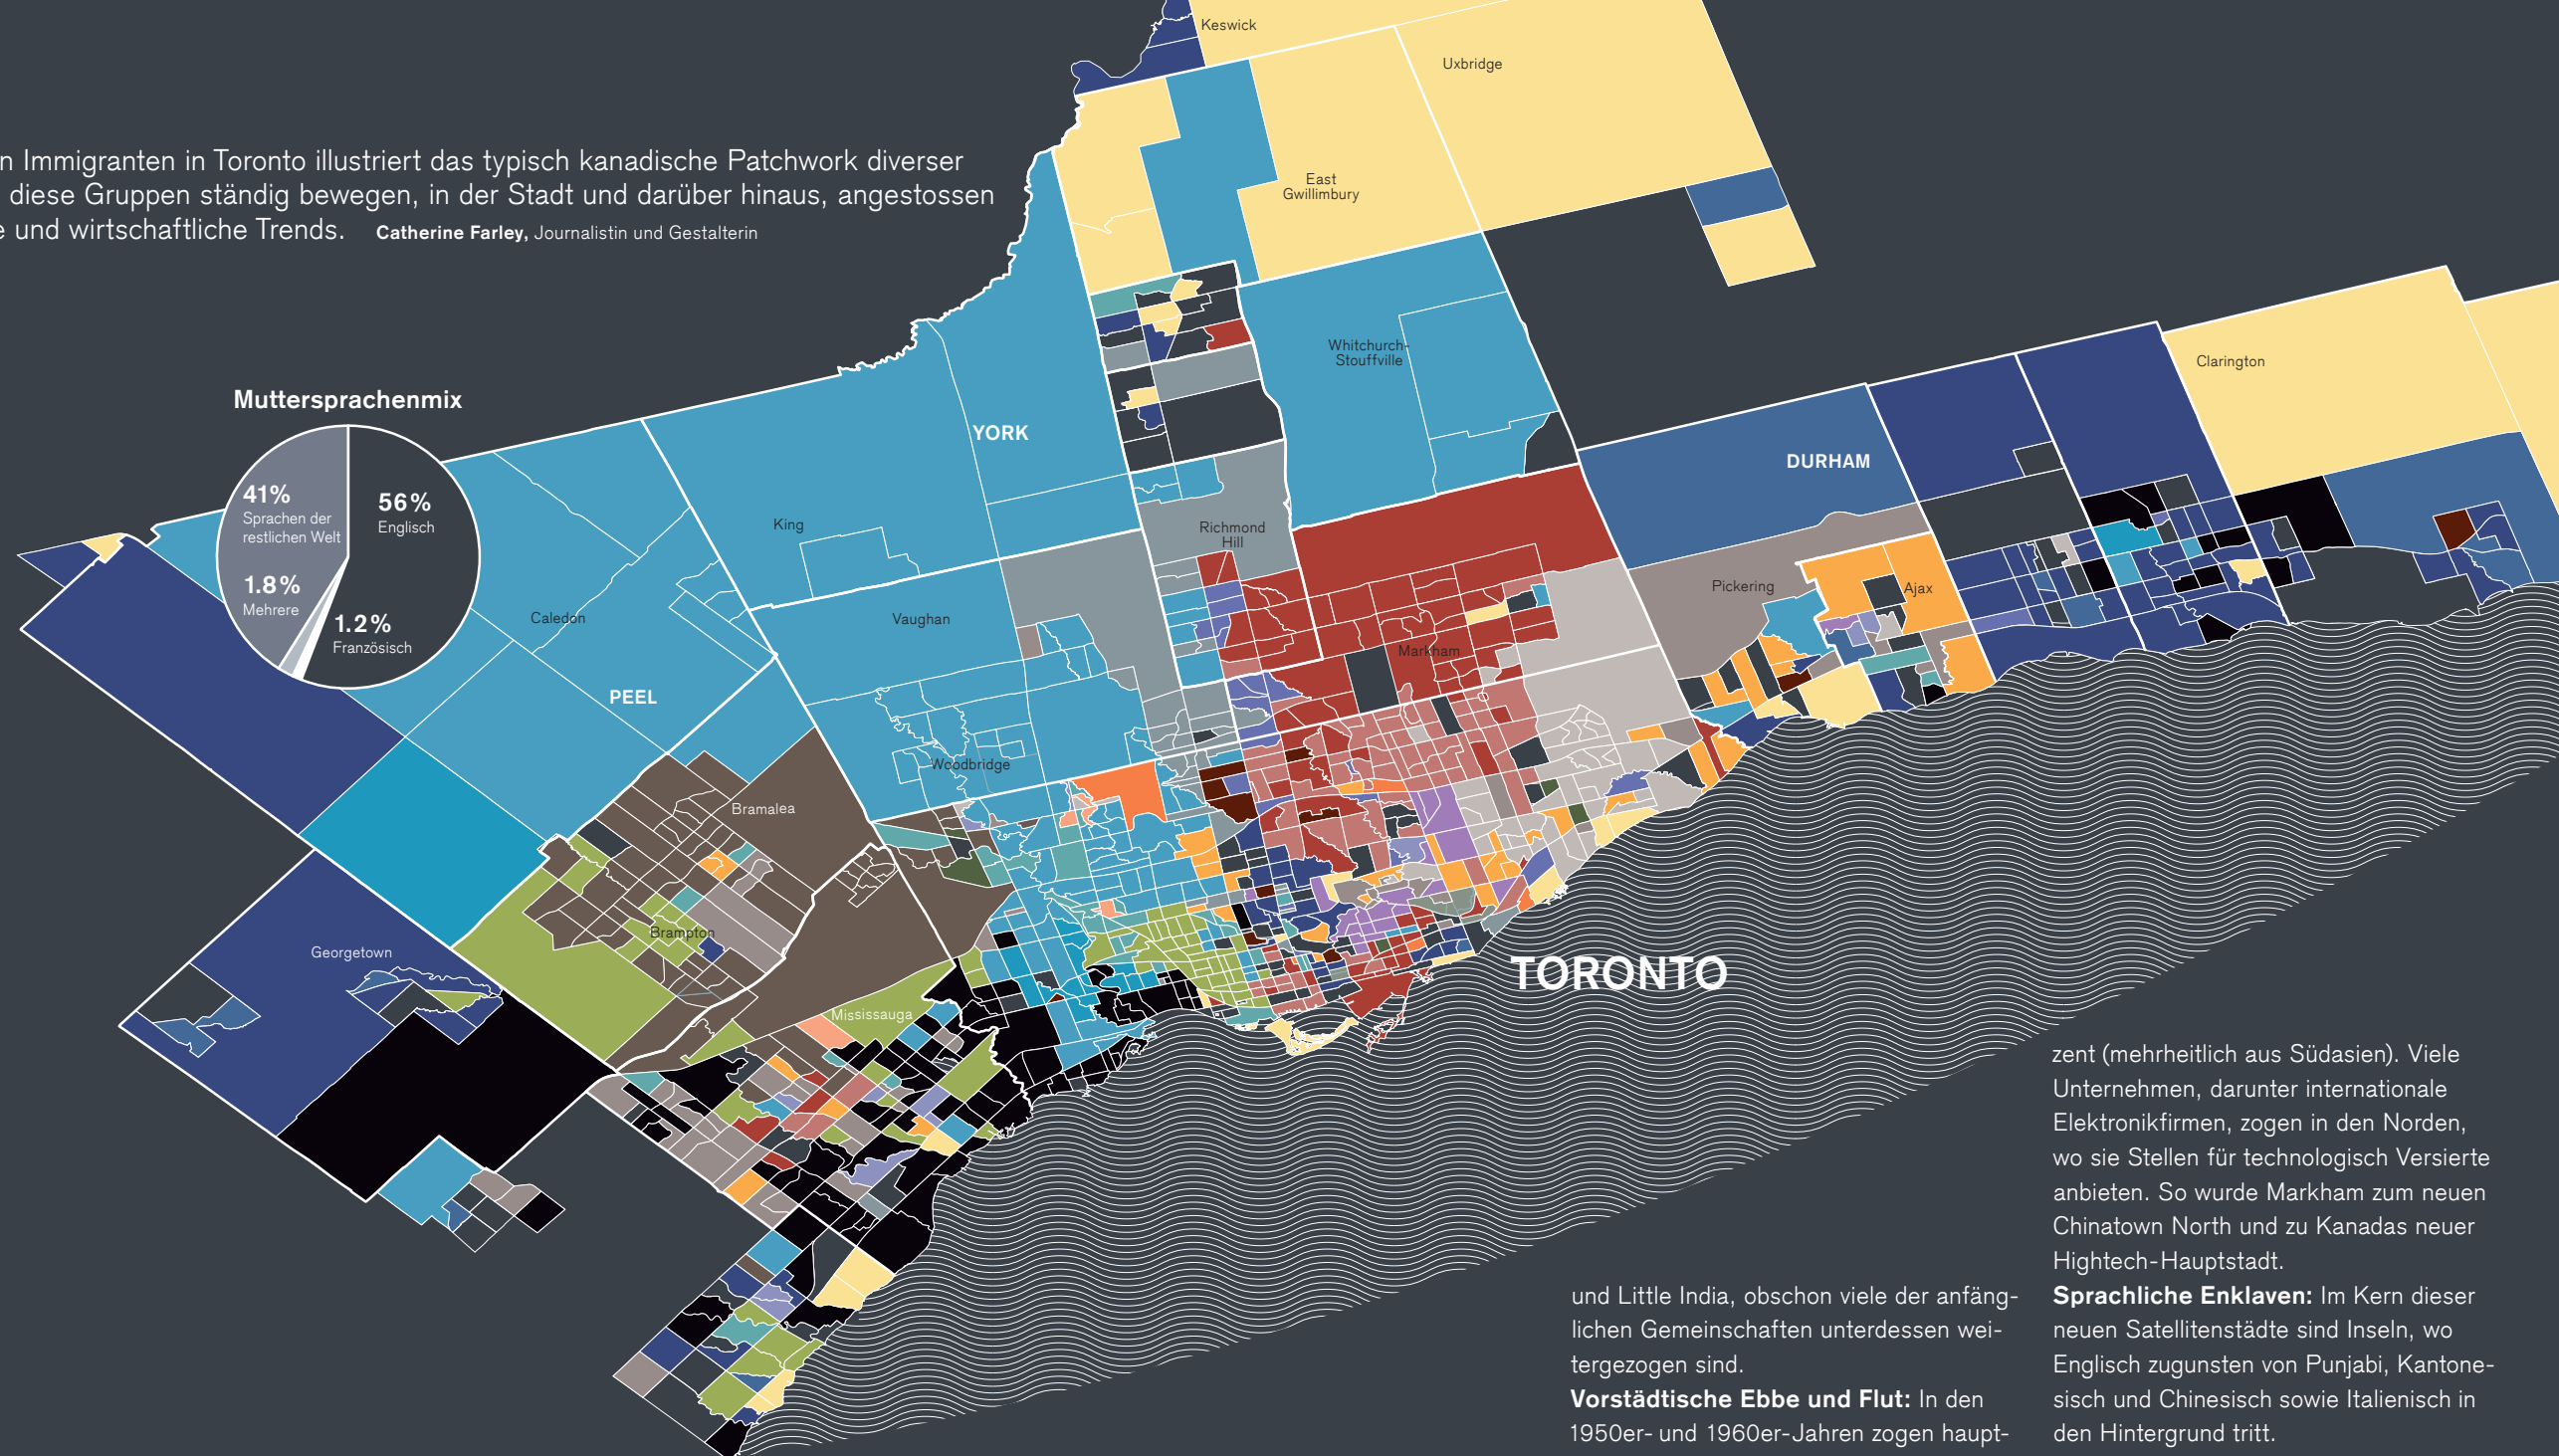 n Immigranten in Toronto illustriert das typisch kanadische Patchwork diverser
diese Gruppen ständig bewegen, in der Stadt und darüber hinaus, angestossen
e und wirtschaftliche Trends. Catherine Farley, Journalistin und Gestalterin
Muttersprachenmix
41%
Sprachen der
restlichen Welt
56%
Englisch
1.8%
Mehrere
1.2%
Französisch
Keswick
Uxbridge
East
Gwillimbury
Whitchurch-
Stouffville
Clarington
YORK
DURHAM
King
Richmond
Hill
Pickering
Ajax
Caledon
Vaughan
Markham
PEEL
Woodbridge
Bramalea
Brampton
Georgetown
Mississauga
TORONTO
und Little India, obschon viele der anfäng-
lichen Gemeinschaften unterdessen wei-
tergezogen sind.
Vorstädtische Ebbe und Flut: In den
1950er- und 1960er-Jahren zogen haupt-
zent (mehrheitlich aus Südasien). Viele
Unternehmen, darunter internationale
Elektronikfirmen, zogen in den Norden,
wo sie Stellen für technologisch Versierte
anbieten. So wurde Markham zum neuen
Chinatown North und zu Kanadas neuer
Hightech-Hauptstadt.
Sprachliche Enklaven: Im Kern dieser
neuen Satellitenstädte sind Inseln, wo
Englisch zugunsten von Punjabi, Kantone-
sisch und Chinesisch sowie Italienisch in
den Hintergrund tritt.